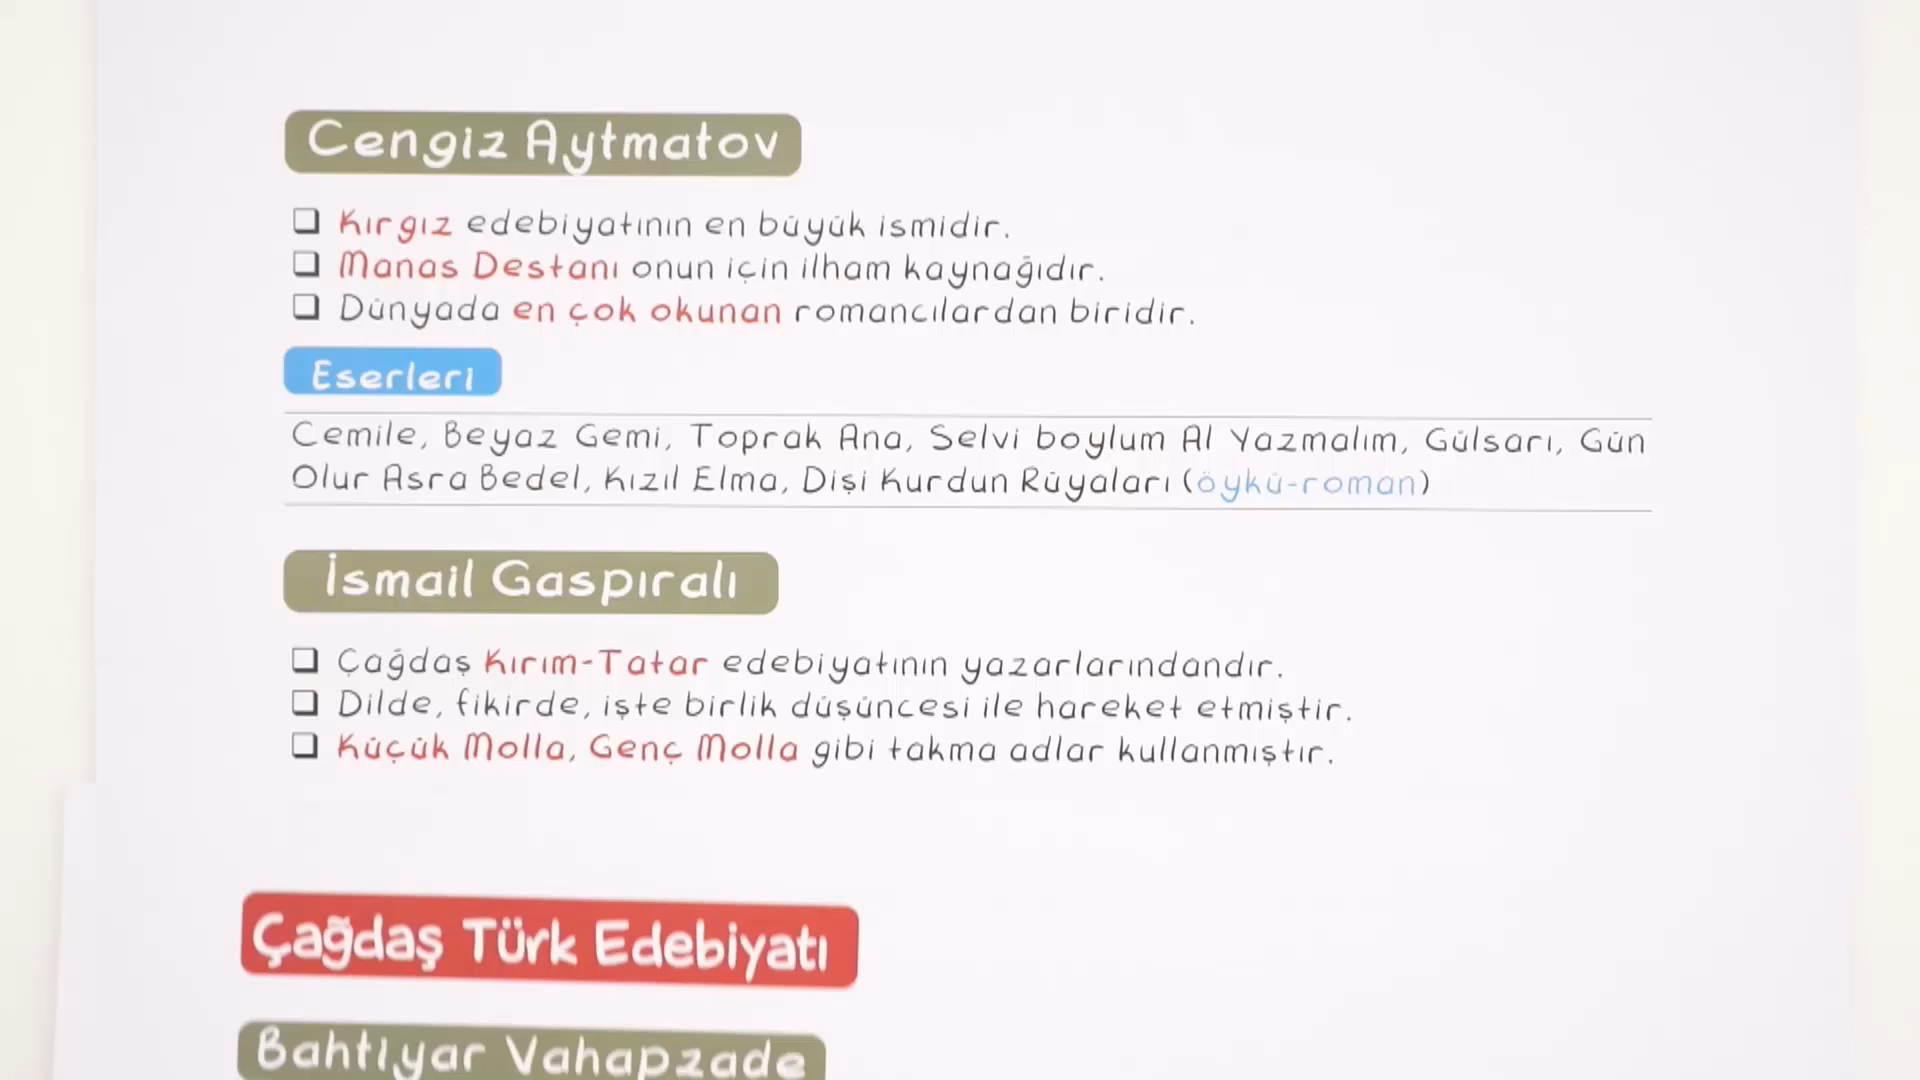 Cengiz Aytmatov
Kırgız edebiyatının en büyük ismidir.
Manas Destanı onun için ilham kaynağıdır.
Dünyada en çok okunan romancılardan biridir.
Eserleri
Cemile, Beyaz Gemi, Toprak Ana, Selvi boylum Al Yazmalım, Gülsarı, Gün
Olur Asra Bedel, Kızıl Elma, Dişi Kurdun Rüyaları (öykü-roman)
İsmail Gaspıralı
Çağdaş Kırım-Tatar edebiyatının yazarlarındandır.
Dilde, fikirde, işte birlik düşüncesi ile hareket etmiştir.
Küçük Molla, Genç Molla gibi takma adlar kullanmıştır.
Çağdaş Türk Edebiyatı
Bahtiyar Vahapzade